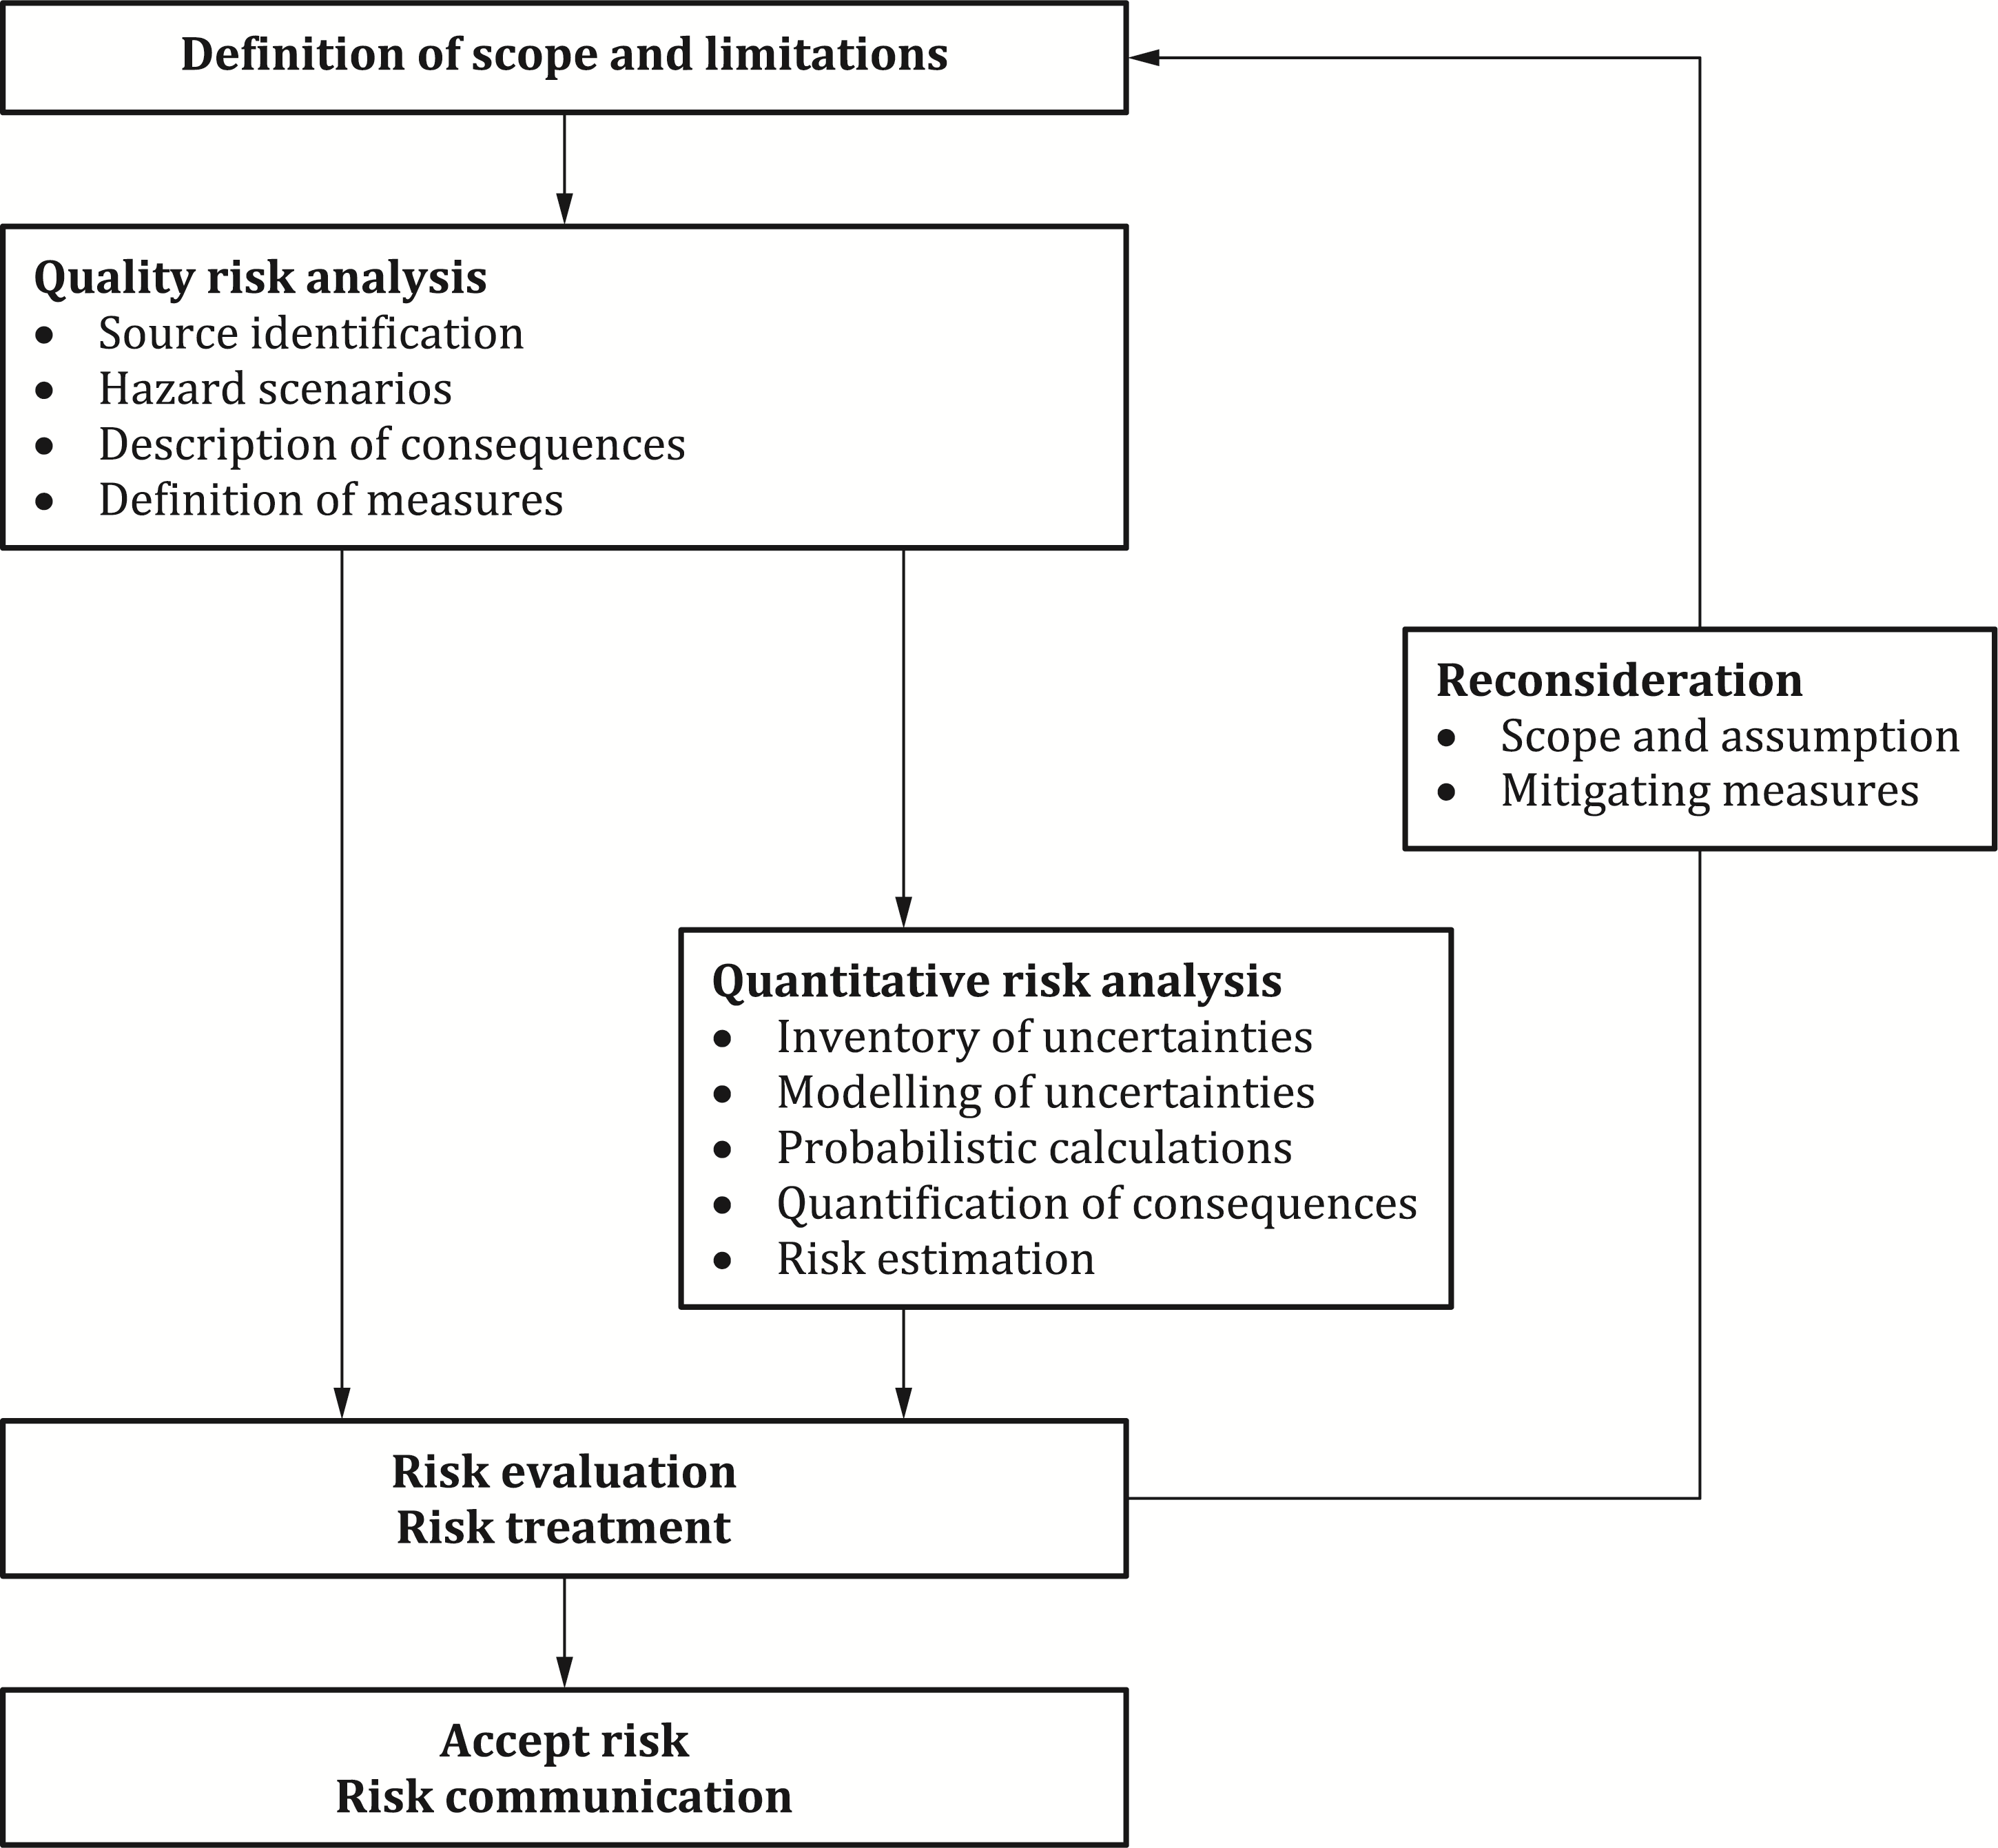 Definition of scope and limitations
Quality risk analysis
• Source identification
• Hazard scenarios
• Description of consequences
• Definition of measures
Reconsideration
• Scope and assumption
• Mitigating measures
Quantitative risk analysis
• Inventory of uncertainties
• Modelling of uncertainties
• Probabilistic calculations
• Quantification of consequences
• Risk estimation
Risk evaluation
Risk treatment
Accept risk
Risk communication